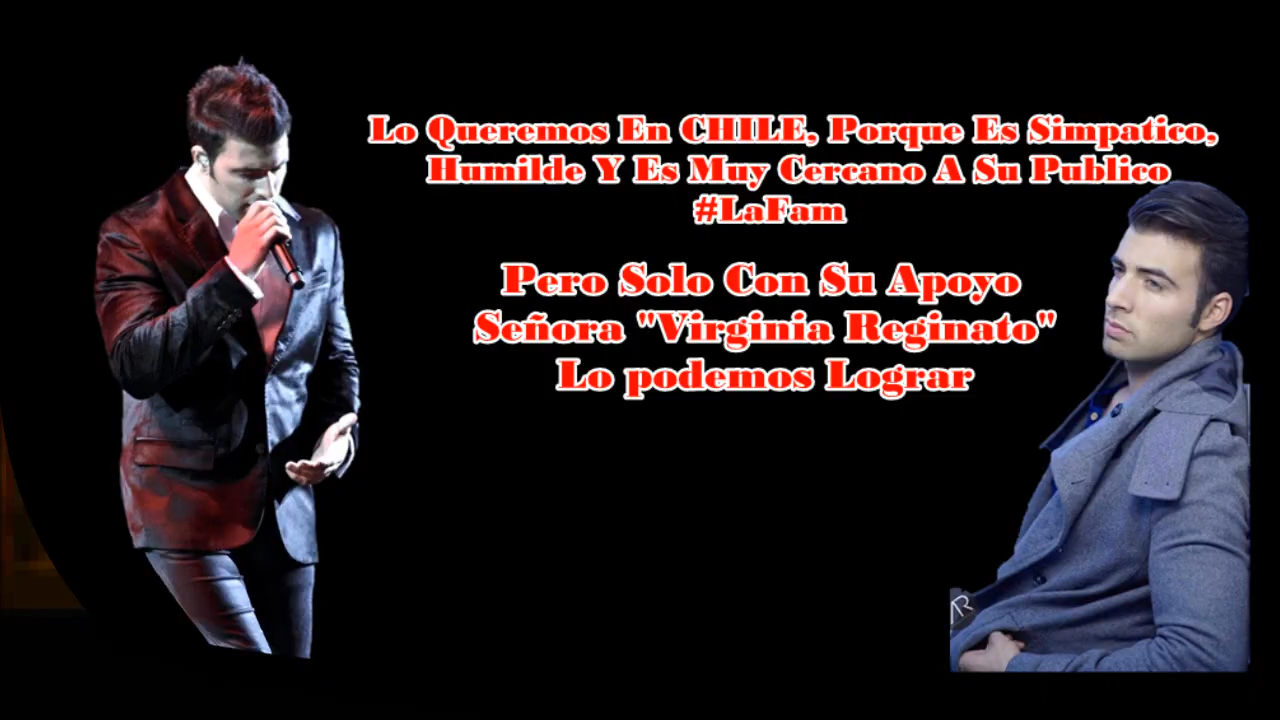 Lo Queremos En CHILE, Porque Es Simpatico,
Humilde Y Es Muy Cercano A Su Publico
#LaFam
Pero Solo Con Su Apoyo
Señora "Virginia Reginato"
Lo podemos Lograr